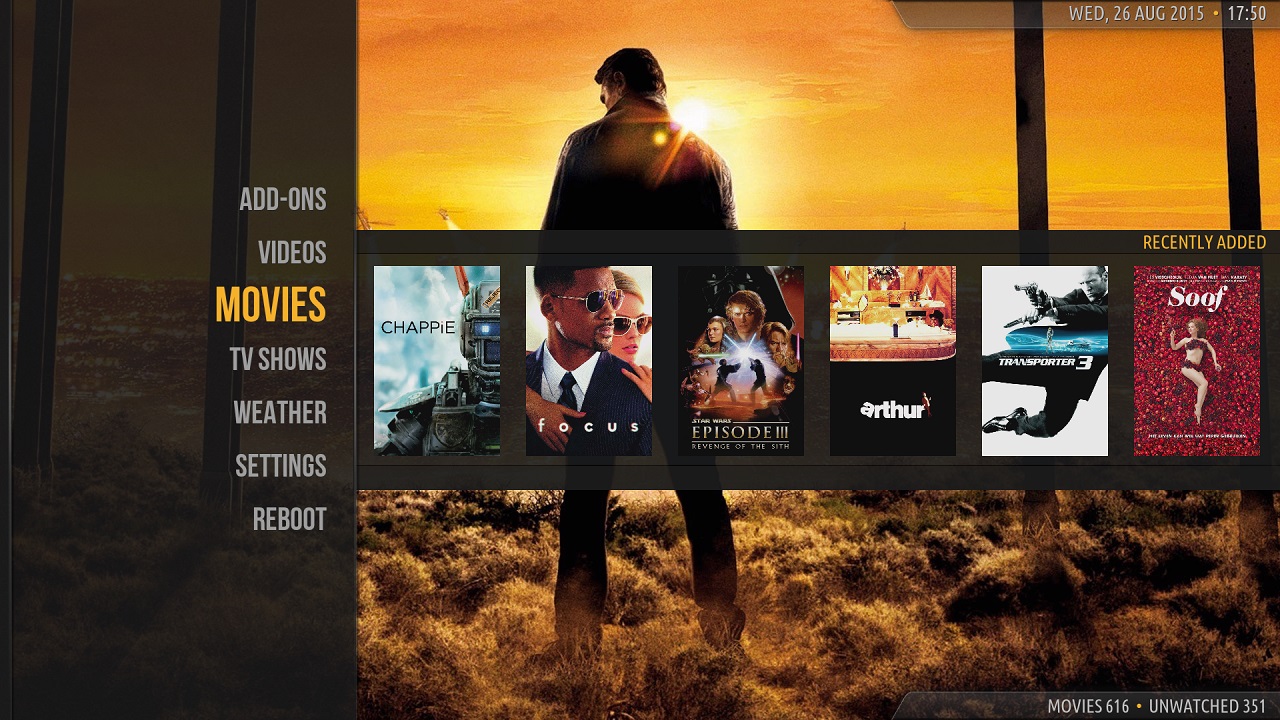 WED, 26 AUG 2015 • 17:50
ADD-ONS
VIDEOS
MOVIES
TV SHOWS
WEATHER
SETTINGS
REBOOT
RECENTLY ADDED
CHAPPiE
focus
STAR WARS
EPISODE III
REVENGE OF THE SITH
arthur
TRANSPORTER 3
Soof
MOVIES 616 • UNWATCHED 351